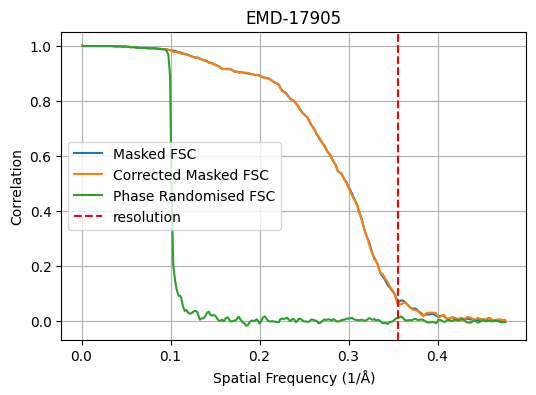 EMD-17905
1.0
0.8
0.6
0.4
0.2
0.0
Correlation
Masked FSC
Corrected Masked FSC
Phase Randomised FSC
resolution
0.0 0.1 0.2 0.3 0.4
Spatial Frequency (1/Å)